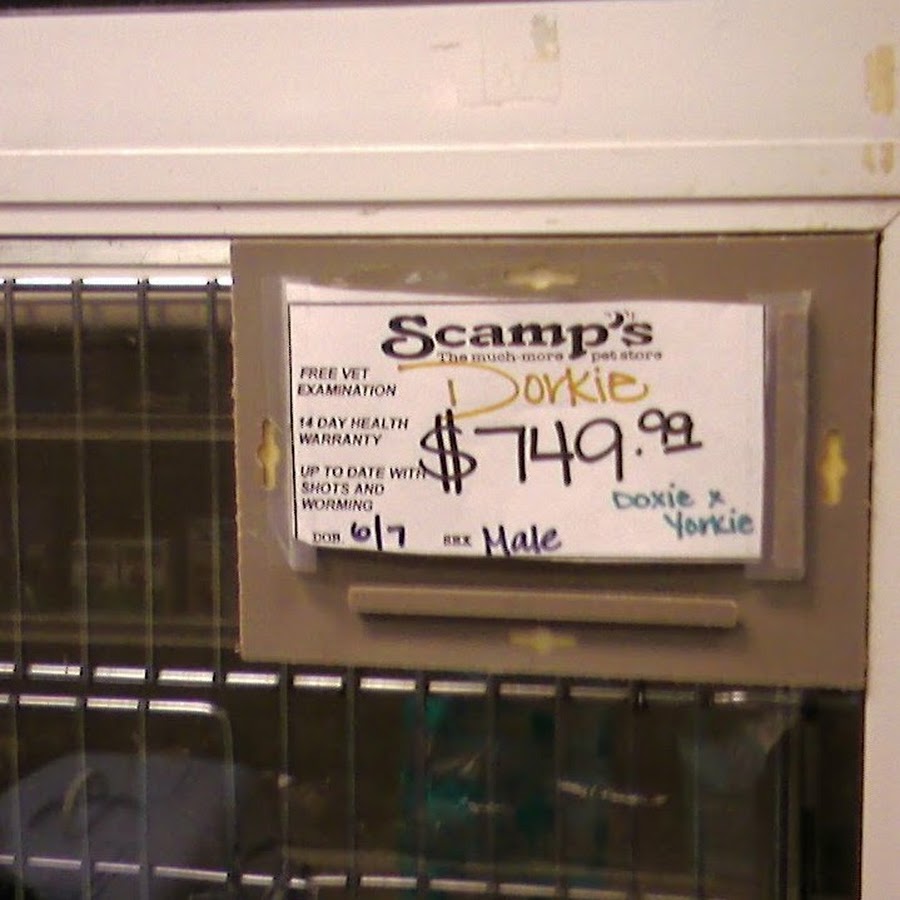 Scamp's
The much-more pet store
FREE VET
EXAMINATION
Dorkie
14 DAY HEALTH
WARRANTY
$749.99
UP TO DATE WITH
SHOTS AND
WORMING
Doxie x
Yorkie
DOB 6/7 SEX Male